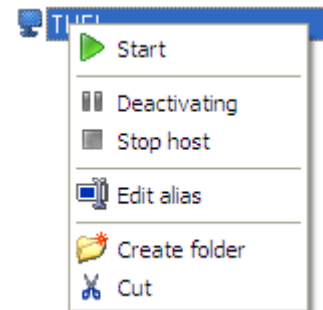 Start
Deactivating
Stop host
Edit alias
Create folder
Cut